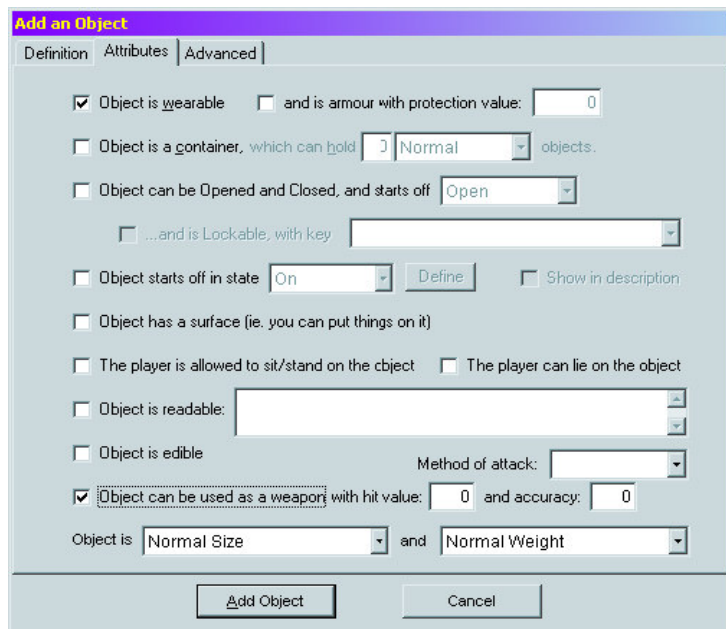 Add an Object
Definition Attributes Advanced
Object is wearable and is armour with protection value: 0
Object is a container, which can hold 0 Normal objects.
Object can be Opened and Closed, and starts off Open
...and is Lockable, with key
Object starts off in state On Define Show in description
Object has a surface (ie. you can put things on it)
The player is allowed to sit/stand on the object The player can lie on the object
Object is readable:
Object is edible
Method of attack:
Object can be used as a weapon with hit value: 0 and accuracy: 0
Object is Normal Size and Normal Weight
Add Object Cancel